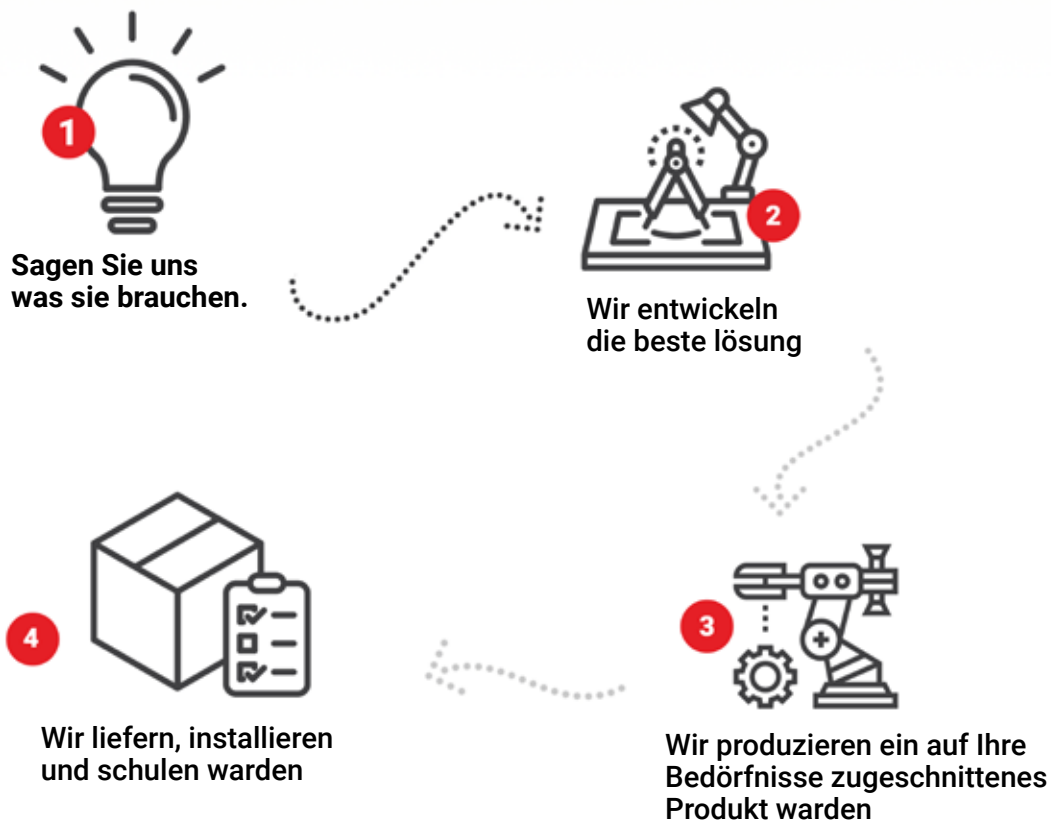 1
Sagen Sie uns
was sie brauchen.
2
Wir entwickeln
die beste lösung
3
Wir produzieren ein auf Ihre
Bedörfnisse zugeschnittenes
Produkt warden
4
Wir liefern, installieren
und schulen warden